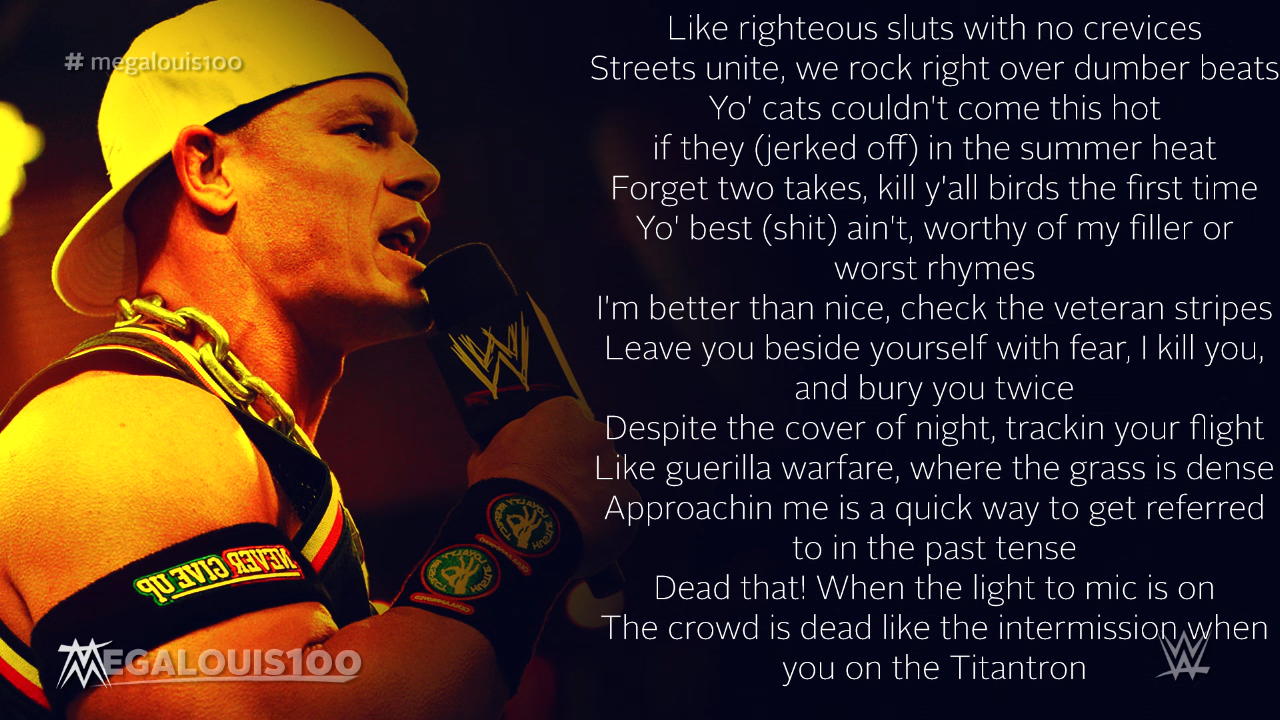 # megalouis100
Like righteous sluts with no crevices
Streets unite, we rock right over dumber beats
Yo' cats couldn't come this hot
if they (jerked off) in the summer heat
Forget two takes, kill y'all birds the first time
Yo' best (shit) ain't, worthy of my filler or
worst rhymes
I'm better than nice, check the veteran stripes
Leave you beside yourself with fear, I kill you,
and bury you twice
Despite the cover of night, trackin your flight
Like guerilla warfare, where the grass is dense
Approachin me is a quick way to get referred
to in the past tense
Dead that! When the light to mic is on
The crowd is dead like the intermission when
you on the Titantron
W
NEVER GIVE UP
HUSTLE LOYALTY RESPECT
HUSTLE LOYALTY RESPECT
MEGALOUIS100
W